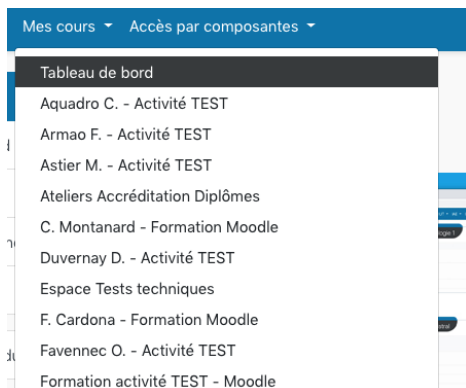 Mes cours Accès par composantes
Tableau de bord
Aquadro C. - Activité TEST
Armao F. - Activité TEST
Astier M. - Activité TEST
Ateliers Accréditation Diplômes
C. Montanard - Formation Moodle
Duvernay D. - Activité TEST
Espace Tests techniques
F. Cardona - Formation Moodle
Favennec O. - Activité TEST
Formation activité TEST - Moodle